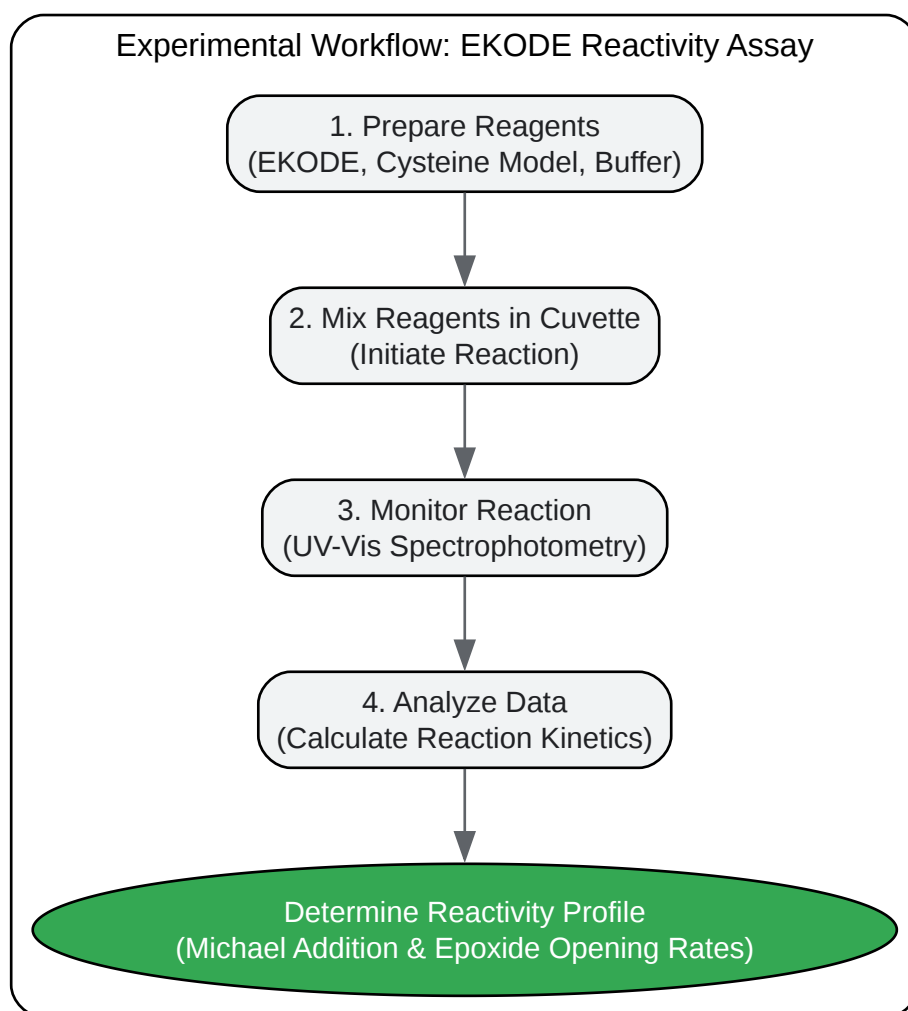 Experimental Workflow: EKODE Reactivity Assay
1. Prepare Reagents
(EKODE, Cysteine Model, Buffer)
2. Mix Reagents in Cuvette
(Initiate Reaction)
3. Monitor Reaction
(UV-Vis Spectrophotometry)
4. Analyze Data
(Calculate Reaction Kinetics)
Determine Reactivity Profile
(Michael Addition & Epoxide Opening Rates)